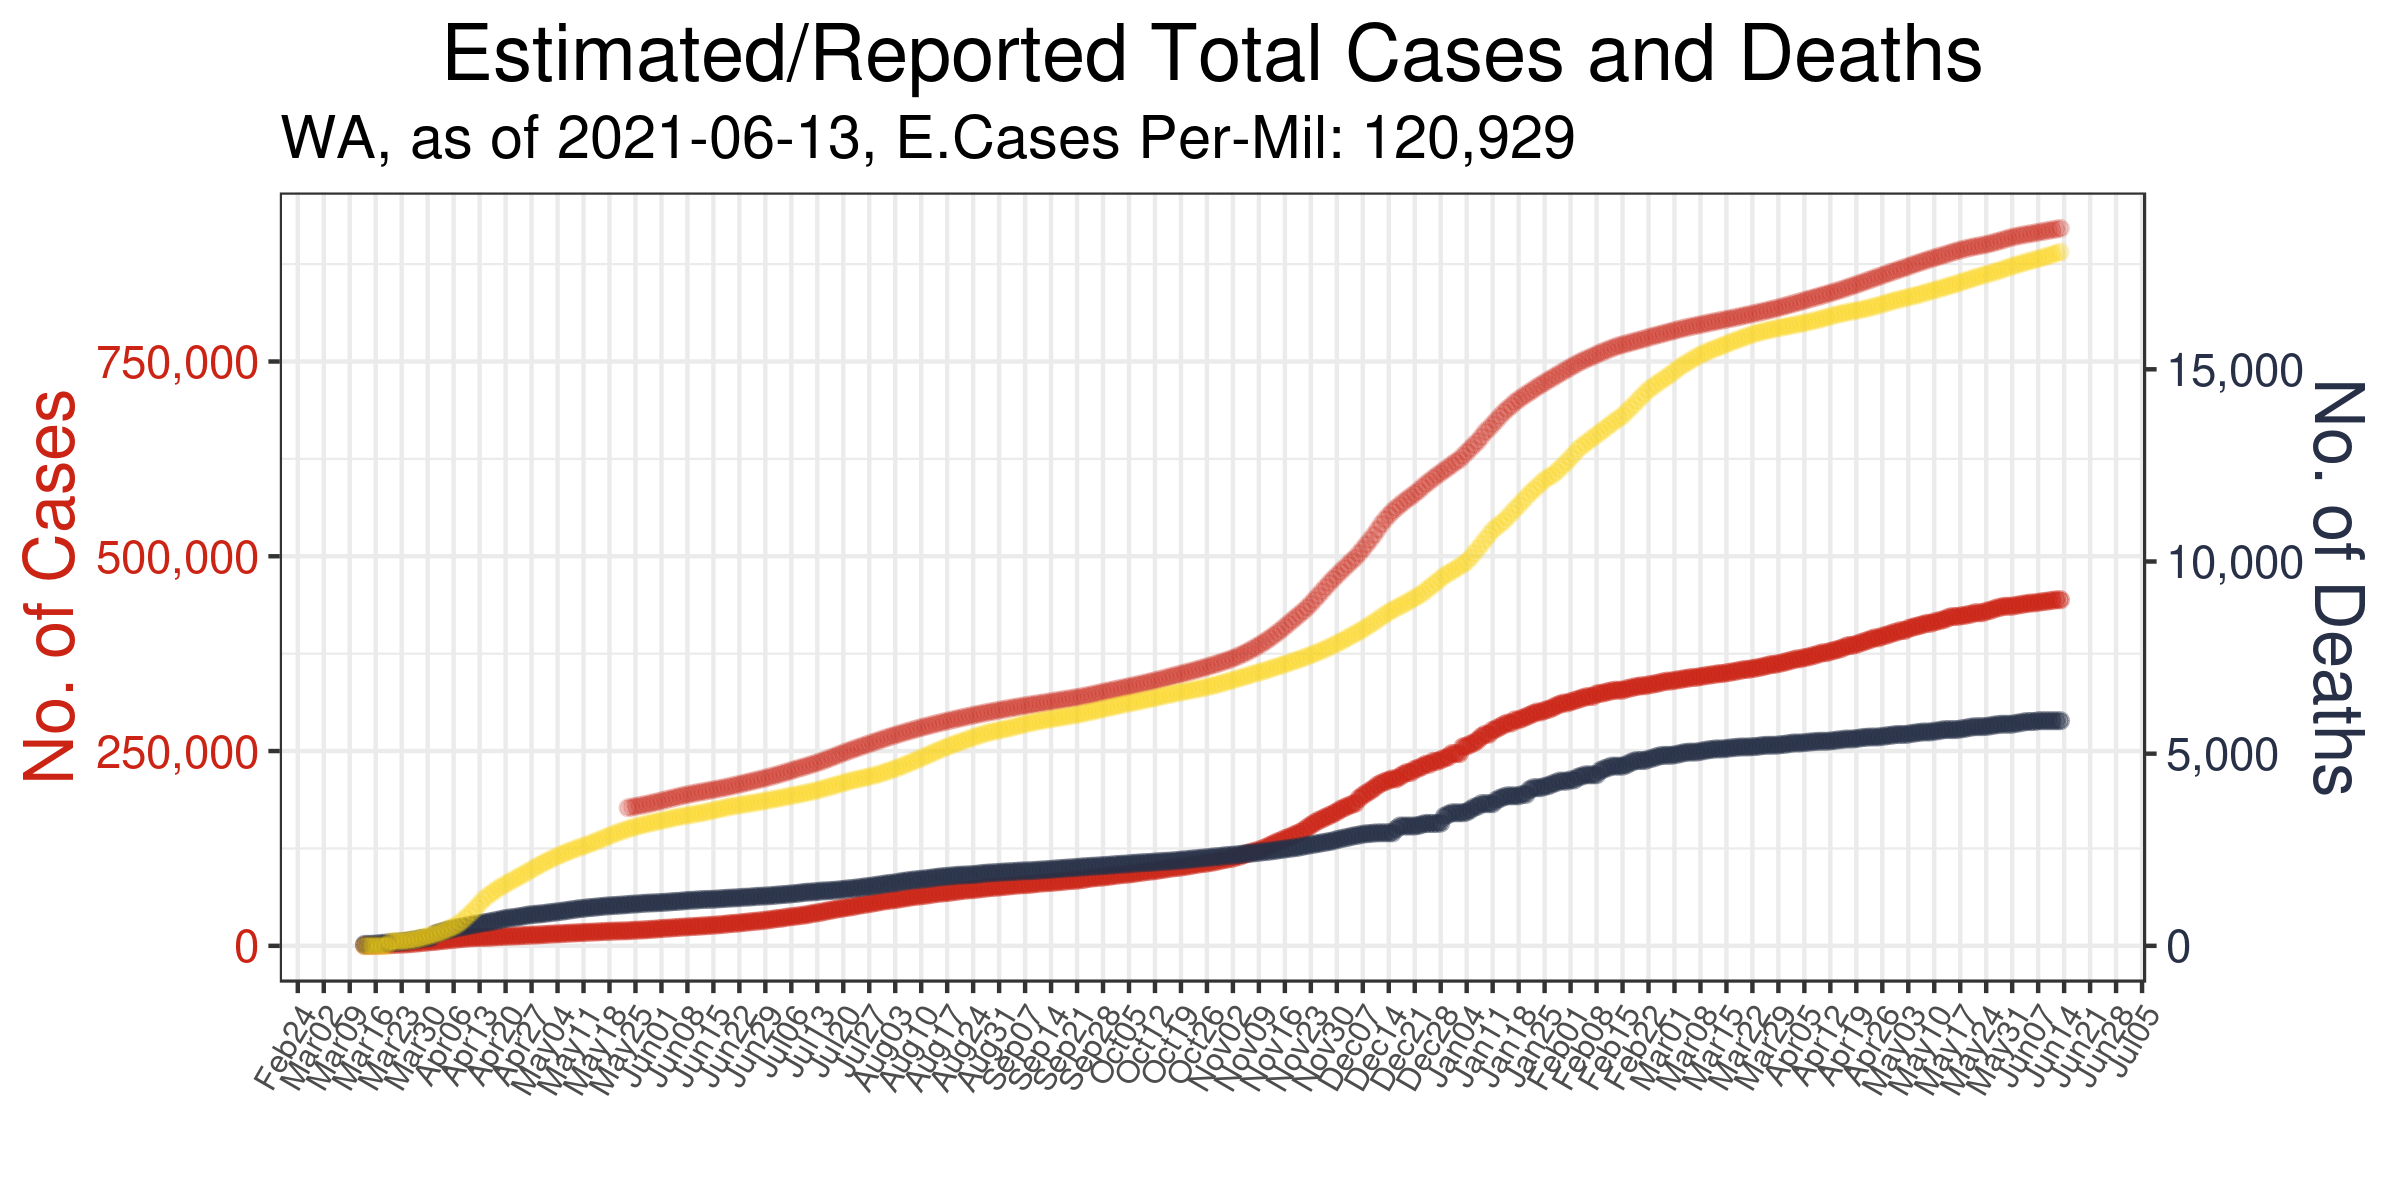 Estimated/Reported Total Cases and Deaths
WA, as of 2021-06-13, E.Cases Per-Mil: 120,929
No. of Cases
750,000
500,000
250,000
0
15,000
10,000
5,000
0
No. of Deaths
Feb24
Mar02
Mar09
Mar16
Mar23
Mar30
Apr06
Apr13
Apr20
Apr27
May04
May11
May18
May25
Jun01
Jun08
Jun15
Jun22
Jun29
Jul06
Jul13
Jul20
Jul27
Aug03
Aug10
Aug17
Aug24
Aug31
Sep07
Sep14
Sep21
Sep28
Oct05
Oct12
Oct19
Oct26
Nov02
Nov09
Nov16
Nov23
Nov30
Dec07
Dec14
Dec21
Dec28
Jan04
Jan11
Jan18
Jan25
Feb01
Feb08
Feb15
Feb22
Mar01
Mar08
Mar15
Mar22
Mar29
Apr05
Apr12
Apr19
Apr26
May03
May10
May17
May24
May31
Jun07
Jun14
Jun21
Jun28
Jul05